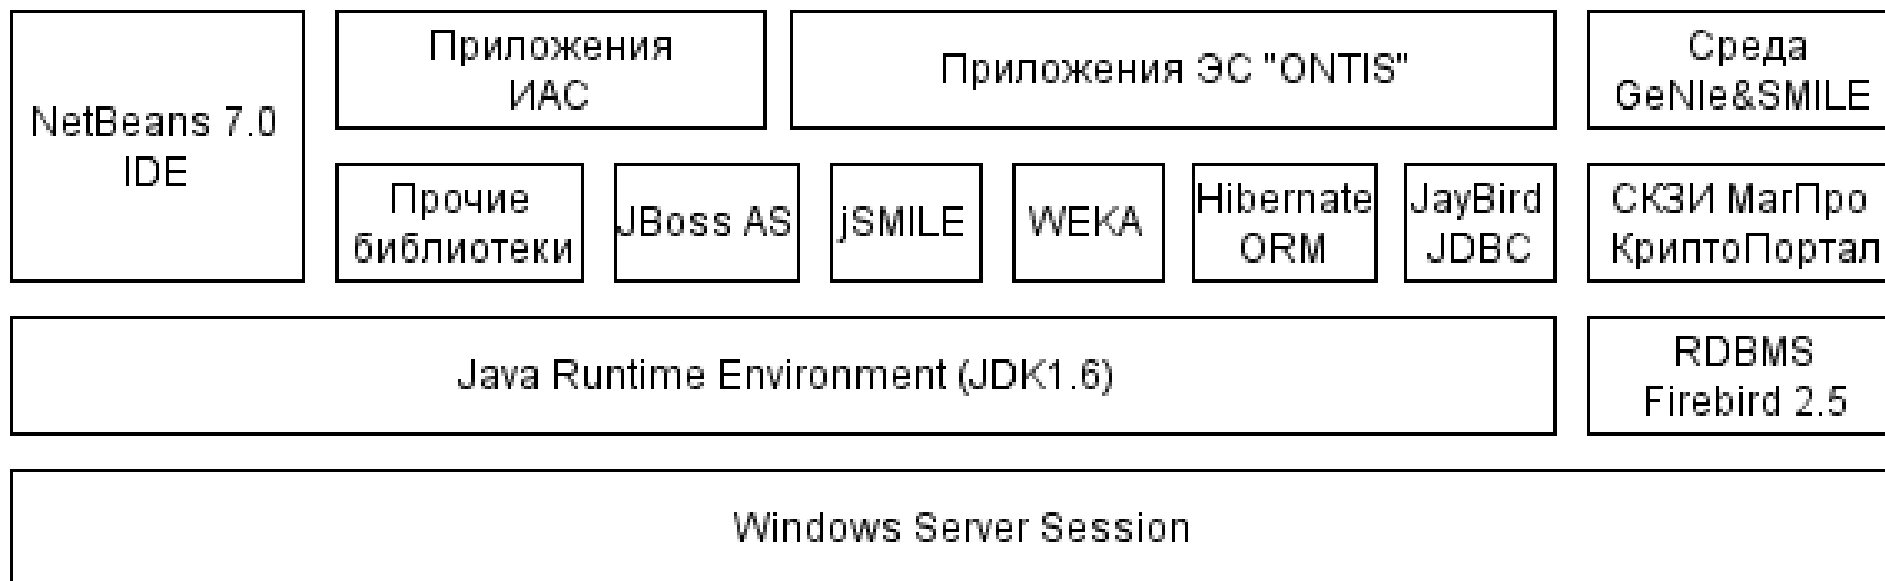 NetBeans 7.0
IDE
Приложения
ИАС
Приложения ЭС "ONTIS"
Среда
GeNIe&SMILE
Прочие
библиотеки
JBoss AS
jSMILE
WEKA
Hibernate
ORM
JayBird
JDBC
СКЗИ МагПро
КриптоПортал
Java Runtime Environment (JDK1.6)
RDBMS
Firebird 2.5
Windows Server Session